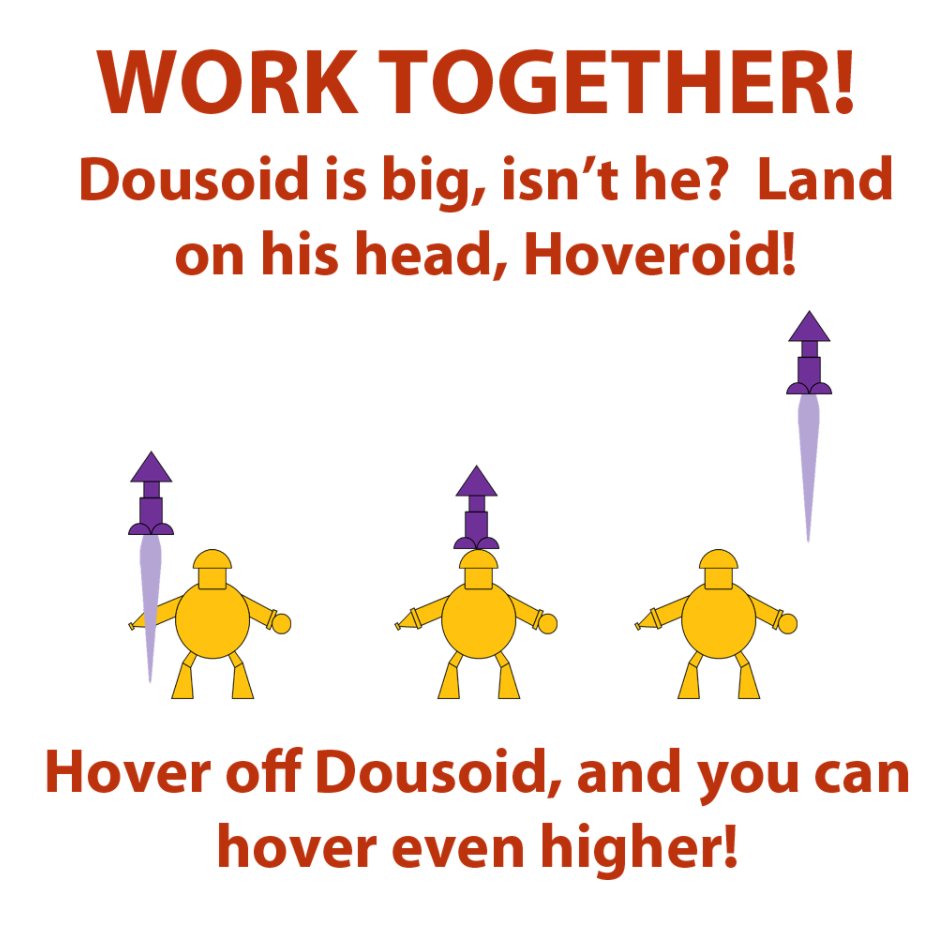 WORK TOGETHER!
Dousoid is big, isn’t he?  Land
on his head, Hoveroid!
Hover off Dousoid, and you can
hover even higher!